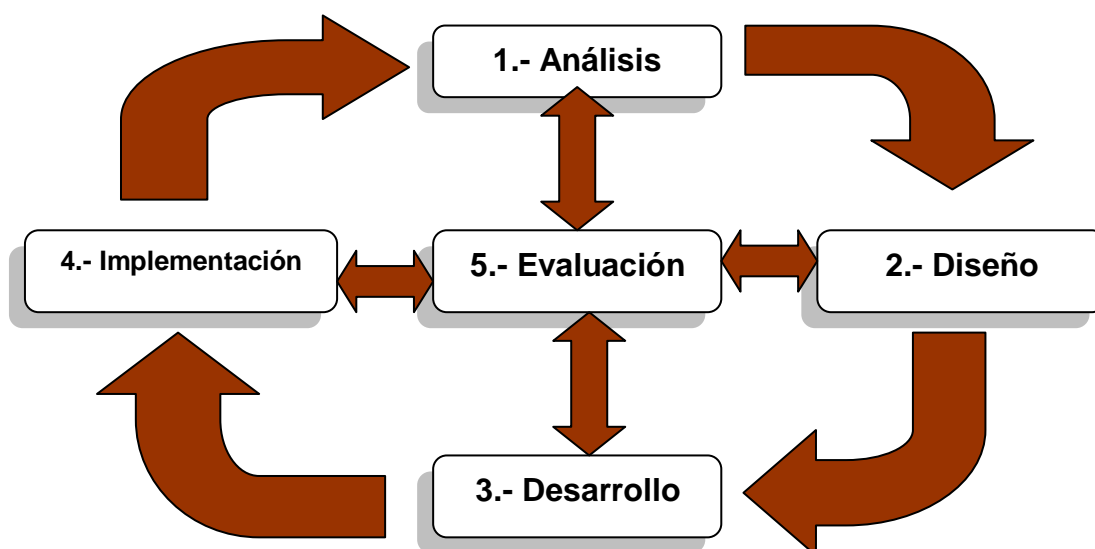 1.- Análisis
4.- Implementación
5.- Evaluación
2.- Diseño
3.- Desarrollo